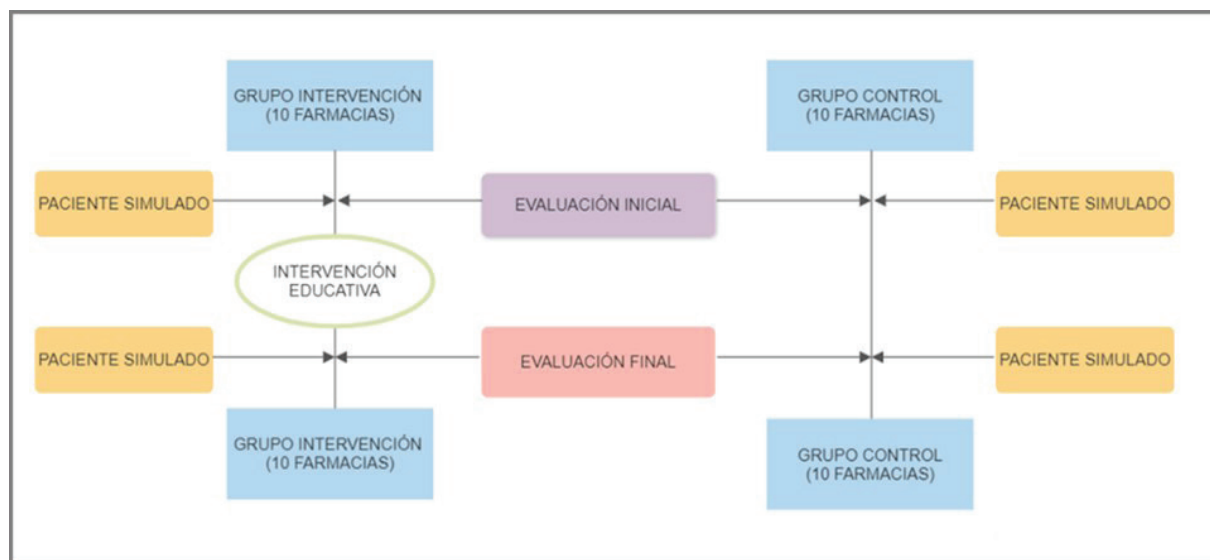 GRUPO INTERVENCIÓN
(10 FARMACIAS)
GRUPO CONTROL
(10 FARMACIAS)
PACIENTE SIMULADO
EVALUACIÓN INICIAL
PACIENTE SIMULADO
INTERVENCIÓN
EDUCATIVA
PACIENTE SIMULADO
EVALUACIÓN FINAL
PACIENTE SIMULADO
GRUPO INTERVENCIÓN
(10 FARMACIAS)
GRUPO CONTROL
(10 FARMACIAS)